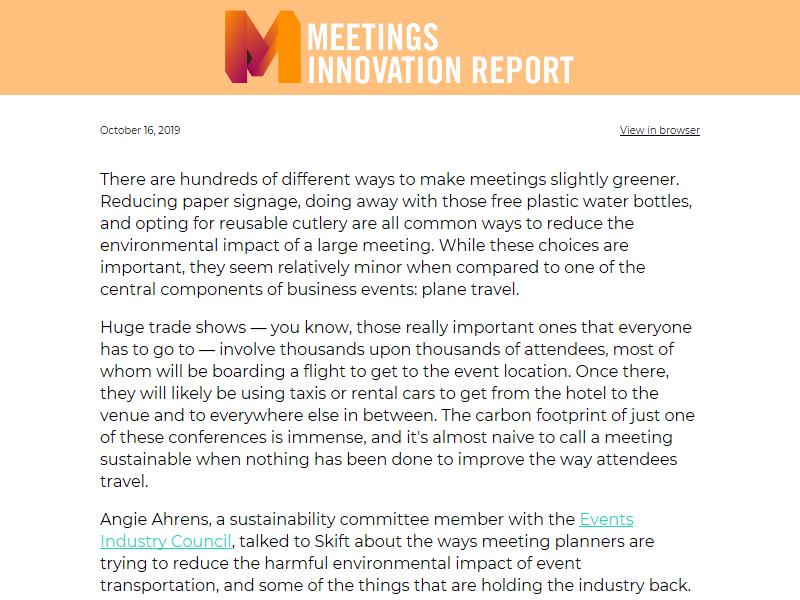 MEETINGS
INNOVATION REPORT
October 16, 2019
View in browser
There are hundreds of different ways to make meetings slightly greener.
Reducing paper signage, doing away with those free plastic water bottles,
and opting for reusable cutlery are all common ways to reduce the
environmental impact of a large meeting. While these choices are
important, they seem relatively minor when compared to one of the
central components of business events: plane travel.
Huge trade shows — you know, those really important ones that everyone
has to go to — involve thousands upon thousands of attendees, most of
whom will be boarding a flight to get to the event location. Once there,
they will likely be using taxis or rental cars to get from the hotel to the
venue and to everywhere else in between. The carbon footprint of just one
of these conferences is immense, and it's almost naive to call a meeting
sustainable when nothing has been done to improve the way attendees
travel.
Angie Ahrens, a sustainability committee member with the Events
Industry Council, talked to Skift about the ways meeting planners are
trying to reduce the harmful environmental impact of event
transportation, and some of the things that are holding the industry back.